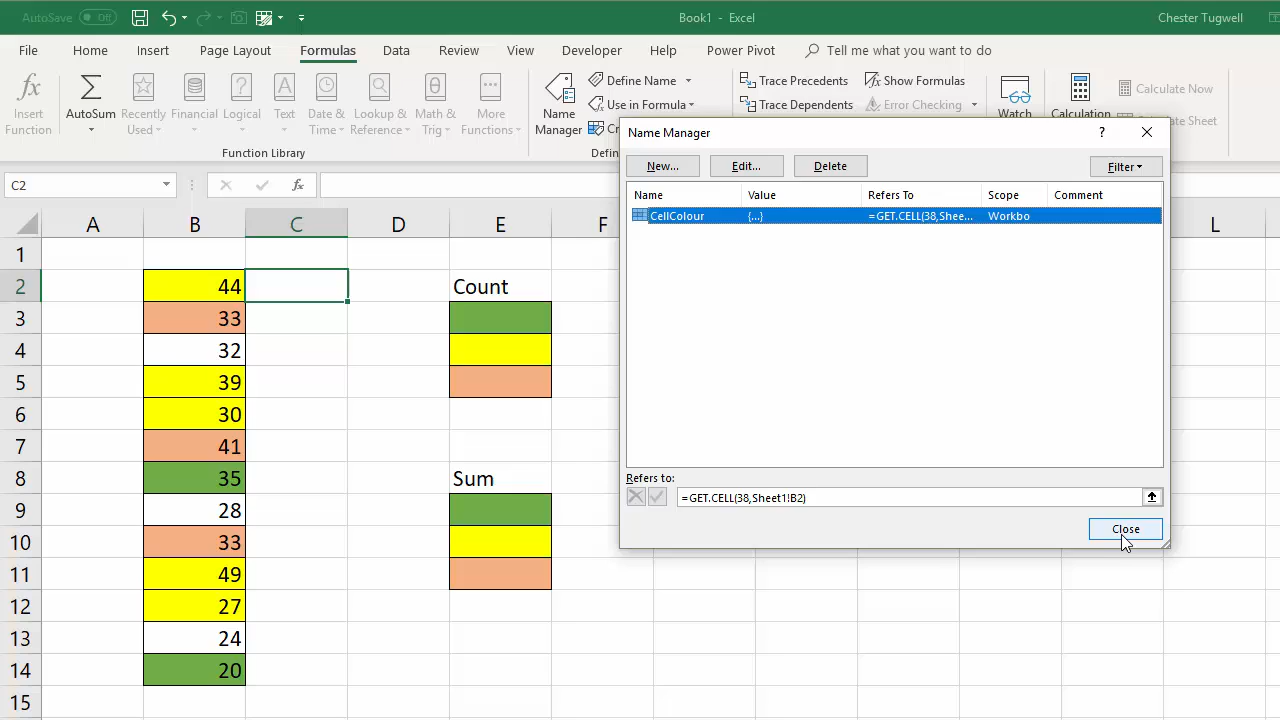 AutoSave Off
Book1 - Excel
Chester Tugwell
File Home Insert Page Layout Formulas Data Review View Developer Help Power Pivot Tell me what you want to do
fx Σ ? A θ
Insert Function
AutoSum
Recently Used
Financial
Logical
Text
Date & Time
Lookup & Reference
Math & Trig
More Functions
Function Library
Name Manager
Define Name
Use in Formula
Trace Precedents
Trace Dependents
Show Formulas
Error Checking
Watch
Calculation
Calculate Now
Sheet
C2
fx
Name Manager ?
New... Edit... Delete Filter
Name Value Refers To Scope Comment
CellColour {...} =GET.CELL(38,Shee... Workbo
Refers to:
=GET.CELL(38,Sheet1!B2)
Close
A B C D E F L
1
2 44 Count
3 33
4 32
5 39
6 30
7 41
8 35 Sum
9 28
10 33
11 49
12 27
13 24
14 20
15